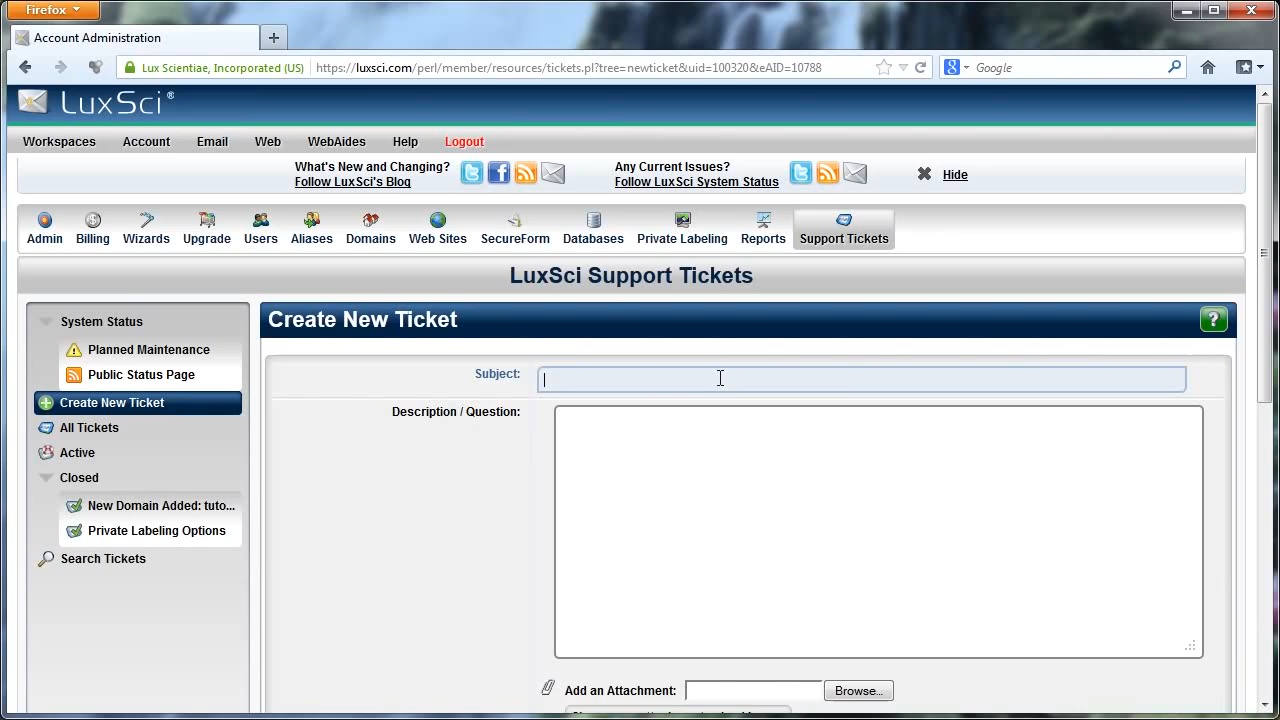 Firefox
Account Administration
Lux Scientiae, Incorporated (US) https://luxsci.com/perl/member/resources/tickets.pl?tree=newticket&uid=100320&eAID=10788 Google
LuxSci®
Workspaces Account Email Web WebAides Help Logout
What's New and Changing? Any Current Issues?
Follow LuxSci's Blog Follow LuxSci System Status Hide
Admin Billing Wizards Upgrade Users Aliases Domains Web Sites SecureForm Databases Private Labeling Reports Support Tickets
LuxSci Support Tickets
System Status
Planned Maintenance
Public Status Page
Create New Ticket
All Tickets
Active
Closed
New Domain Added: tuto...
Private Labeling Options
Search Tickets
Create New Ticket ?
Subject:
Description / Question:
Add an Attachment: Browse...